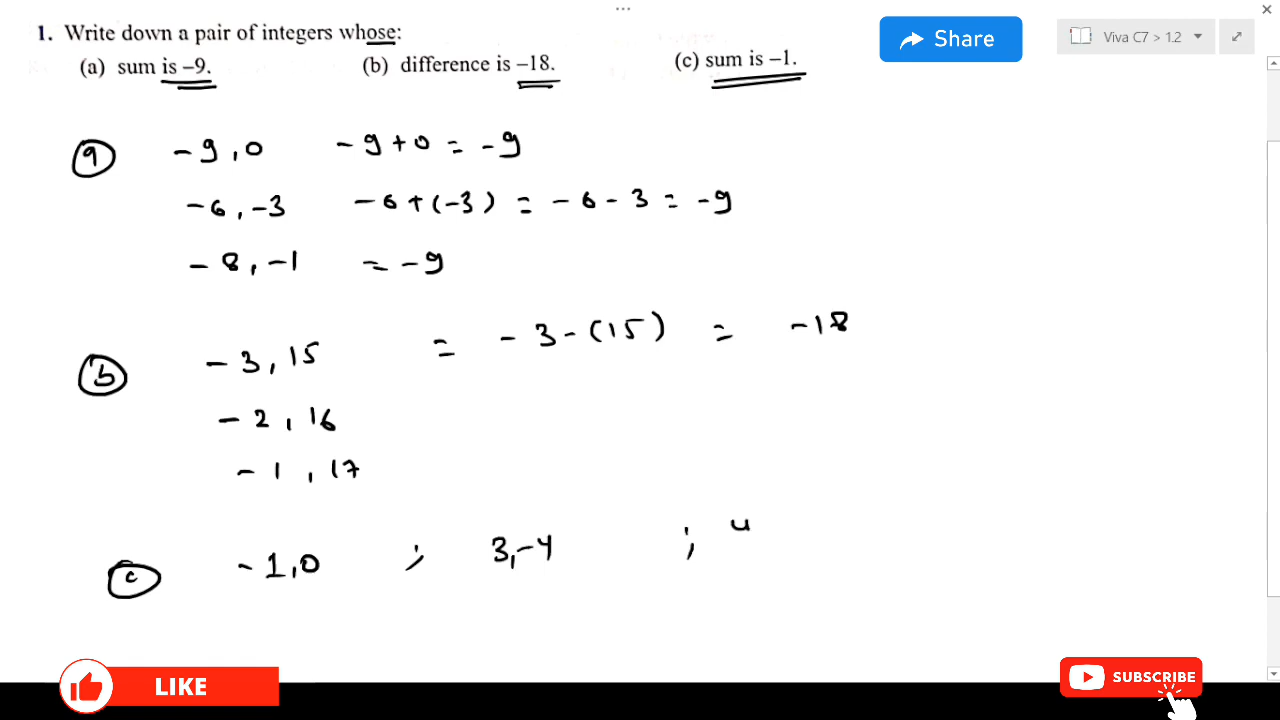 1. Write down a pair of integers whose:
(a) sum is –9. (b) difference is –18. (c) sum is –1.
Share
Viva C7 > 1.2
a -9,0 -9+0 = -9
-6,-3 -6+(-3) = -6-3 = -9
-8,-1 = -9
b -3,15 = -3-(15) = -18
-2,16
-1,17
c -1,0 ; 3,-4 ;
LIKE
SUBSCRIBE